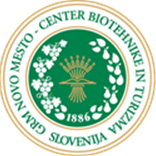 GRM NOVO MESTO - CENTER BIOTEHNIKE IN TURIZMA
SLOVENIJA
1886